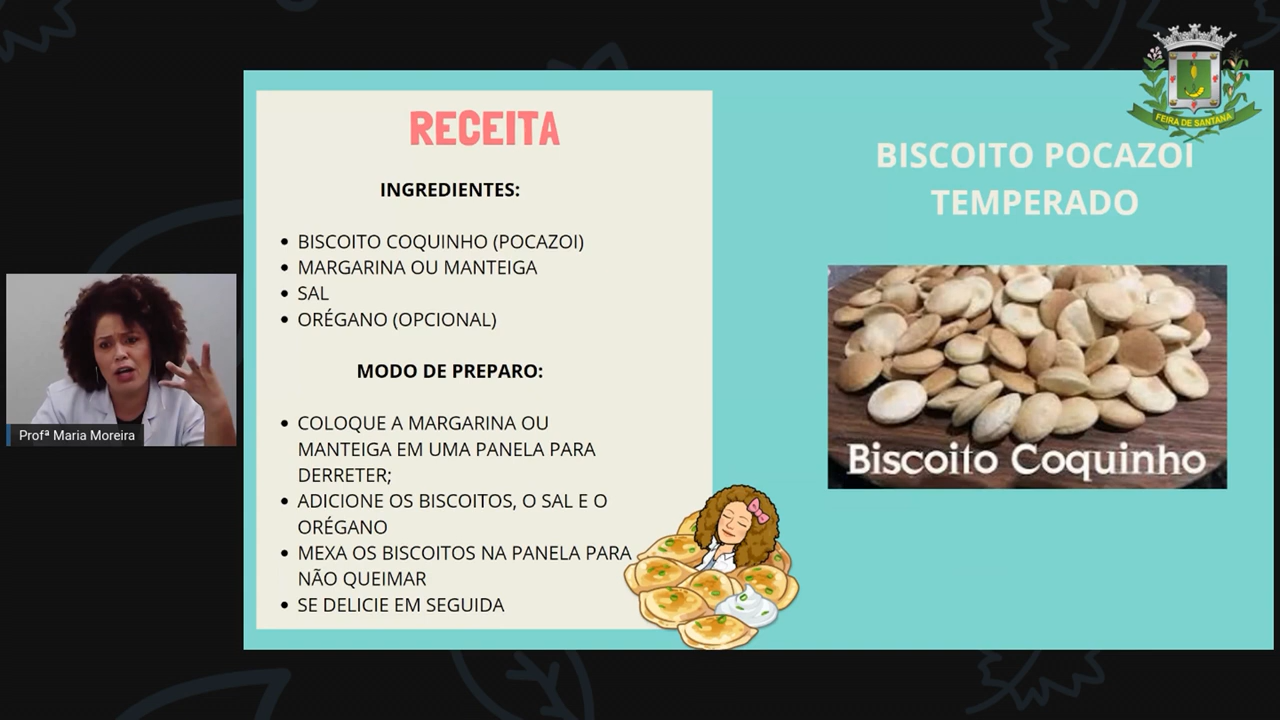 FEIRA DE SANTANA
RECEITA
INGREDIENTES:
BISCOITO COQUINHO (POCAZOI)
MARGARINA OU MANTEIGA
SAL
ORÉGANO (OPCIONAL)
MODO DE PREPARO:
COLOQUE A MARGARINA OU
MANTEIGA EM UMA PANELA PARA
DERRETER;
ADICIONE OS BISCOITOS, O SAL E O
ORÉGANO
MEXA OS BISCOITOS NA PANELA PARA
NÃO QUEIMAR
SE DELICIE EM SEGUIDA
BISCOITO POCAZOI
TEMPERADO
Biscoito Coquinho
Profª Maria Moreira